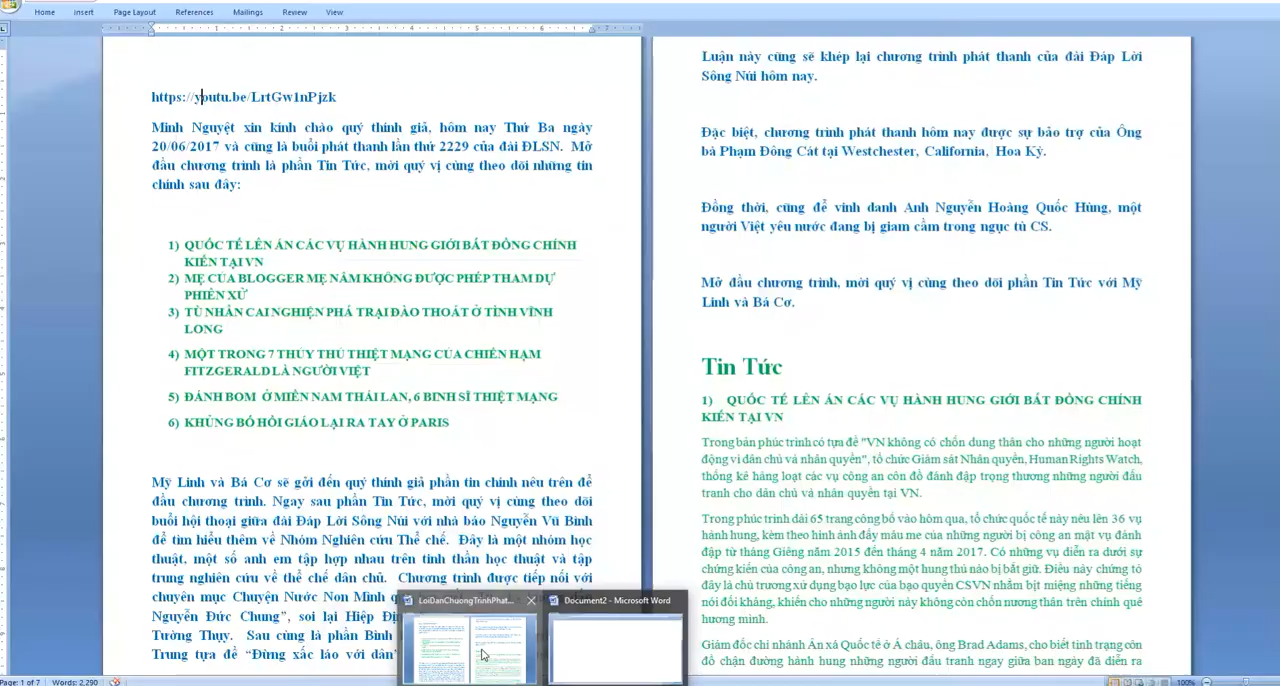 Home Insert Page Layout References Mailings Review View
https://youtu.be/LrtGw1nPjzk
Minh Nguyệt xin kính chào quý thính giả, hôm nay Thứ Ba ngày
20/06/2017 và cũng là buổi phát thanh lần thứ 2229 của đài ĐLSN. Mở
đầu chương trình là phần Tin Tức, mời quý vị cùng theo dõi những tin
chính sau đây:
1) QUỐC TẾ LÊN ÁN CÁC VỤ HÀNH HUNG GIỚI BẤT ĐỒNG CHÍNH
KIẾN TẠI VN
2) MẸ CỦA BLOGGER MẸ NẤM KHÔNG ĐƯỢC PHÉP THAM DỰ
PHIÊN XỬ
3) TÙ NHÂN CAI NGHIỆN PHÁ TRẠI ĐÀO THOÁT Ở TỈNH VĨNH
LONG
4) MỘT TRONG 7 THỦY THỦ THIỆT MẠNG CỦA CHIẾN HẠM
FITZGERALD LÀ NGƯỜI VIỆT
5) ĐÁNH BOM Ở MIỀN NAM THÁI LAN, 6 BINH SĨ THIỆT MẠNG
6) KHỦNG BỐ HỒI GIÁO LẠI RA TAY Ở PARIS
Mỹ Linh và Bá Cơ sẽ gởi đến quý thính giả phần tin chính nêu trên để
đầu chương trình. Ngay sau phần Tin Tức, mời quý vị cùng theo dõi
buổi hội thoại giữa đài Đáp Lời Sông Núi với nhà báo Nguyễn Vũ Bình
để tìm hiểu thêm về Nhóm Nghiên cứu Thể chế. Đây là một nhóm học
thuật, một số anh em tập hợp nhau trên tinh thần học thuật và tập
trung nghiên cứu về thể chế dân chủ. Chương trình được tiếp nối với
chuyên mục Chuyện Nước Non Mình
Nguyễn Đức Chung", soi lại Hiệp
Tường Thụy. Sau cùng là phần Bình
Trung tựa đề “Đừng xấc láo với dân”
Luận này cũng sẽ khép lại chương trình phát thanh của đài Đáp Lời
Sông Núi hôm nay.
Đặc biệt, chương trình phát thanh hôm nay được sự bảo trợ của Ông
bà Phạm Đông Cát tại Westchester, California, Hoa Kỳ.
Đồng thời, cũng để vinh danh Anh Nguyễn Hoàng Quốc Hùng, một
người Việt yêu nước đang bị giam cầm trong ngục tù CS.
Mở đầu chương trình, mời quý vị cùng theo dõi phần Tin Tức với Mỹ
Linh và Bá Cơ.
Tin Tức
1) QUỐC TẾ LÊN ÁN CÁC VỤ HÀNH HUNG GIỚI BẤT ĐỒNG CHÍNH
KIẾN TẠI VN
Trong bản phúc trình có tựa đề "VN không có chốn dung thân cho những người hoạt
động vì dân chủ và nhân quyền", tổ chức Giám sát Nhân quyền, Human Rights Watch,
thống kê hàng loạt các vụ công an côn đồ đánh đập trọng thương những người đấu
tranh cho dân chủ và nhân quyền tại VN.
Trong phúc trình dài 65 trang công bố vào hôm qua, tổ chức quốc tế này nêu lên 36 vụ
hành hung, kèm theo hình ảnh đầy máu me của những người bị công an mật vụ đánh
đập từ tháng Giêng năm 2015 đến tháng 4 năm 2017. Có những vụ diễn ra dưới sự
chứng kiến của công an, nhưng không một hung thủ nào bị bắt giữ. Điều này chứng tỏ
đây là chủ trương xử dụng bạo lực của bạo quyền CSVN nhằm bịt miệng những tiếng
nói đối kháng, khiến cho những người này không còn chốn nương thân trên chính quê
hương mình.
Giám đốc chi nhánh Ân xá Quốc tế ở Á châu, ông Brad Adams, cho biết tình trạng côn
đồ chặn đường hành hung những người đấu tranh ngay giữa ban ngày đã diễn ra
LoiDanChuongTrinhPhat... Document2 - Microsoft Word
Page: 1 of 7 Words: 2,290 100%